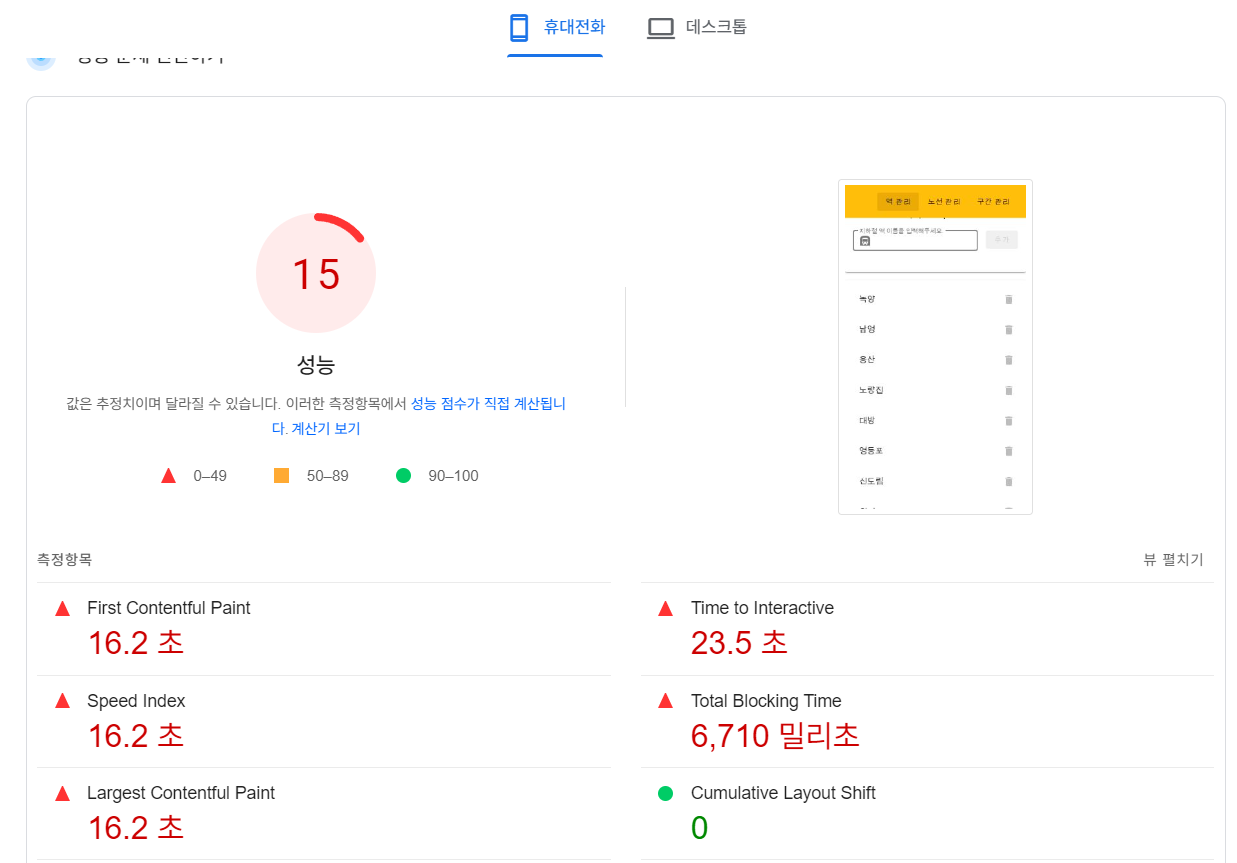 휴대전화
데스크톱
15
성능
값은 추정치이며 달라질 수 있습니다. 이러한 측정항목에서 성능 점수가 직접 계산됩니
다. 계산기 보기
0–49
50–89
90–100
역 관리
노선 관리
구간 관리
지하철 역 이름을 입력해주세요
추가
녹양
남영
용산
노량진
대방
영등포
신도림
측정항목
뷰 펼치기
First Contentful Paint
16.2 초
Time to Interactive
23.5 초
Speed Index
16.2 초
Total Blocking Time
6,710 밀리초
Largest Contentful Paint
16.2 초
Cumulative Layout Shift
0